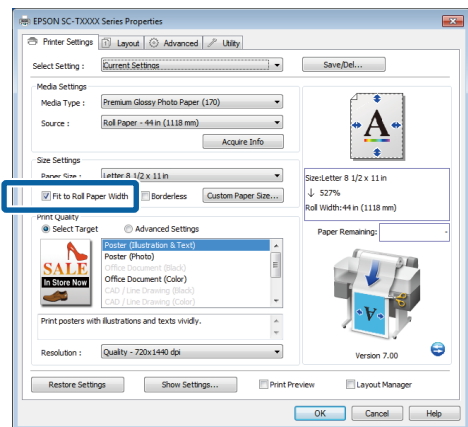 EPSON SC-TXXXX Series Properties
Printer Settings Layout Advanced Utility
Select Setting : Current Settings Save/Del...
Media Settings
Media Type : Premium Glossy Photo Paper (170)
Source : Roll Paper - 44 in (1118 mm)
Acquire Info
A
Size Settings
Paper Size : Letter 8 1/2 x 11 in
Fit to Roll Paper Width Borderless Custom Paper Size...
Size:Letter 8 1/2 x 11 in
↓ 527%
Roll Width:44 in (1118 mm)
Print Quality
Select Target Advanced Settings
Paper Remaining: -
SALE
In Store Now
Poster (Illustration & Text)
Poster (Photo)
Office Document (Black)
Office Document (Color)
CAD / Line Drawing (Black)
CAD / Line Drawing (Color)
A
Print posters with illustrations and texts vividly.
Resolution : Quality - 720x1440 dpi
Version 7.00
Restore Settings Show Settings... Print Preview Layout Manager
OK Cancel Help